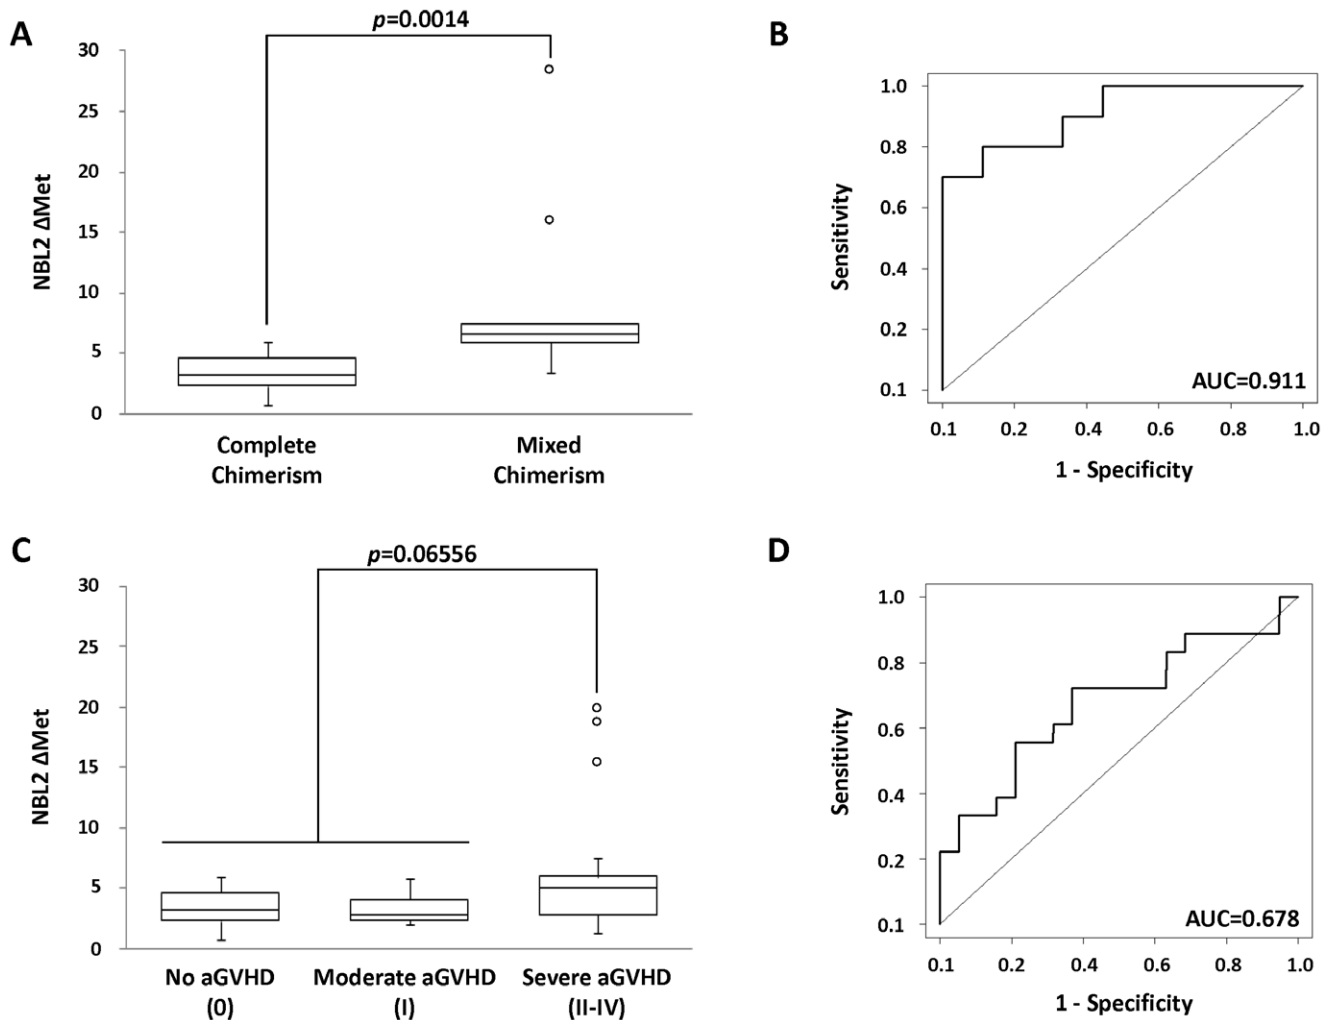 A
p=0.0014
30
25
20
15
10
5
0
NBL2 ΔMet
Complete
Chimerism
Mixed
Chimerism
B
1.0
0.8
0.6
0.4
0.2
0.1
Sensitivity
AUC=0.911
0.1 0.2 0.4 0.6 0.8 1.0
1 - Specificity
C
p=0.06556
30
25
20
15
10
5
0
NBL2 ΔMet
No aGVHD
(0)
Moderate aGVHD
(I)
Severe aGVHD
(II-IV)
D
1.0
0.8
0.6
0.4
0.2
0.1
Sensitivity
AUC=0.678
0.1 0.2 0.4 0.6 0.8 1.0
1 - Specificity